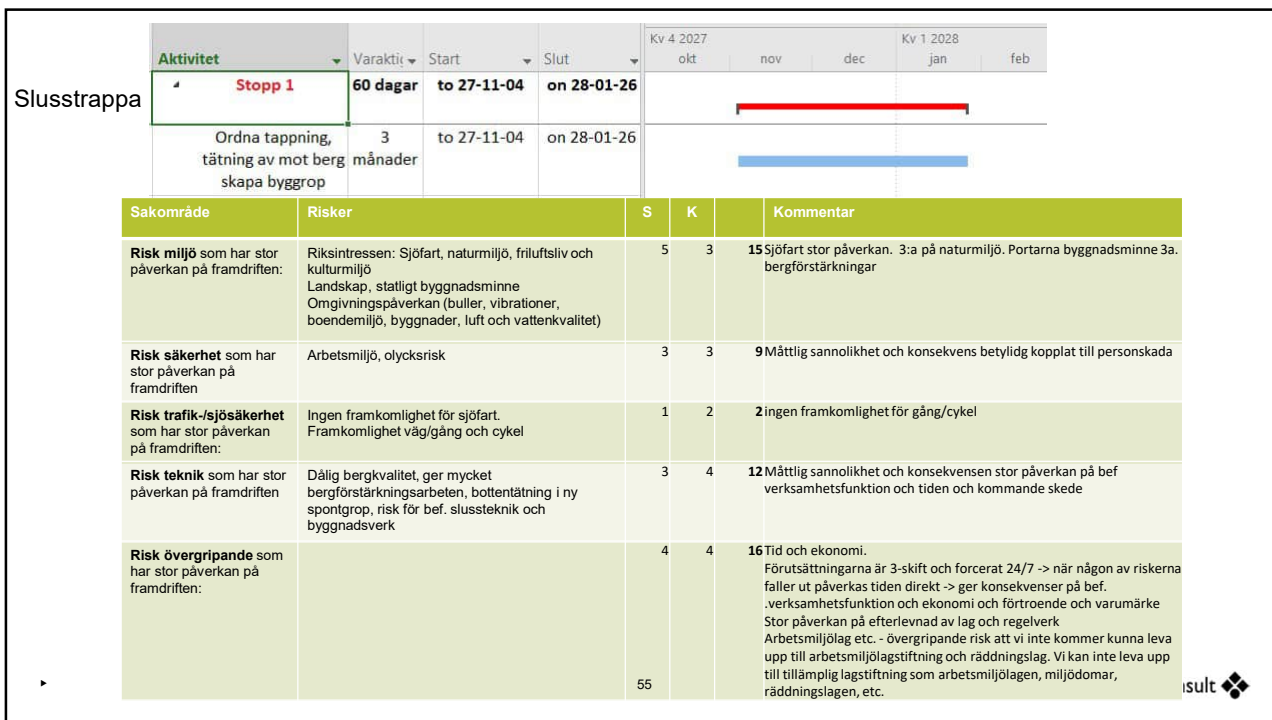 Kv 4 2027 Kv 1 2028
Aktivitet Start Slut okt nov dec jan feb
Slusstrappa
Stopp 1 60 dagar to 27-11-04 on 28-01-26
Ordna tappning, 3 to 27-11-04 on 28-01-26
tätning av mot berg månader
skapa byggrop
Sakområde Risker S K Kommentar
Risk miljö som har stor
påverkan på framdriften:
Riksintressen: Sjöfart, naturmiljö, friluftsliv och
kulturmiljö
Landskap, statligt byggnadsminne
Omgivningspåverkan (buller, vibrationer,
boendemiljö, byggnader, luft och vattenkvalitet)
5 3 15 Sjöfart stor påverkan. 3:a på naturmiljö. Portarna byggnadsminne 3a.
bergförstärkningar
Risk säkerhet som har
stor påverkan på
framdriften
Arbetsmiljö, olycksrisk
3 3 9 Måttlig sannolikhet och konsekvens betylidg kopplat till personskada
Risk trafik-/sjösäkerhet
som har stor påverkan
på framdriften:
Ingen framkomlighet för sjöfart.
Framkomlighet väg/gång och cykel
1 2 2 ingen framkomlighet för gång/cykel
Risk teknik som har stor
påverkan på framdriften
Dålig bergkvalitet, ger mycket
bergförstärkningsarbeten, bottentätning i ny
spontgrop, risk för bef. slussteknik och
byggnadsverk
3 4 12 Måttlig sannolikhet och konsekvensen stor påverkan på bef
verksamhetsfunktion och tiden och kommande skede
Risk övergripande som
har stor påverkan på
framdriften:
4 4 16 Tid och ekonomi.
Förutsättningarna är 3-skift och forcerat 24/7 -> när någon av riskerna
faller ut påverkas tiden direkt -> ger konsekvenser på bef.
.verksamhetsfunktion och ekonomi och förtroende och varumärke
Stor påverkan på efterlevnad av lag och regelverk
Arbetsmiljölag etc. - övergripande risk att vi inte kommer kunna leva
upp till arbetsmiljölagstiftning och räddningslag. Vi kan inte leva upp
till tillämplig lagstiftning som arbetsmiljölagen, miljödomar,
räddningslagen, etc.
55